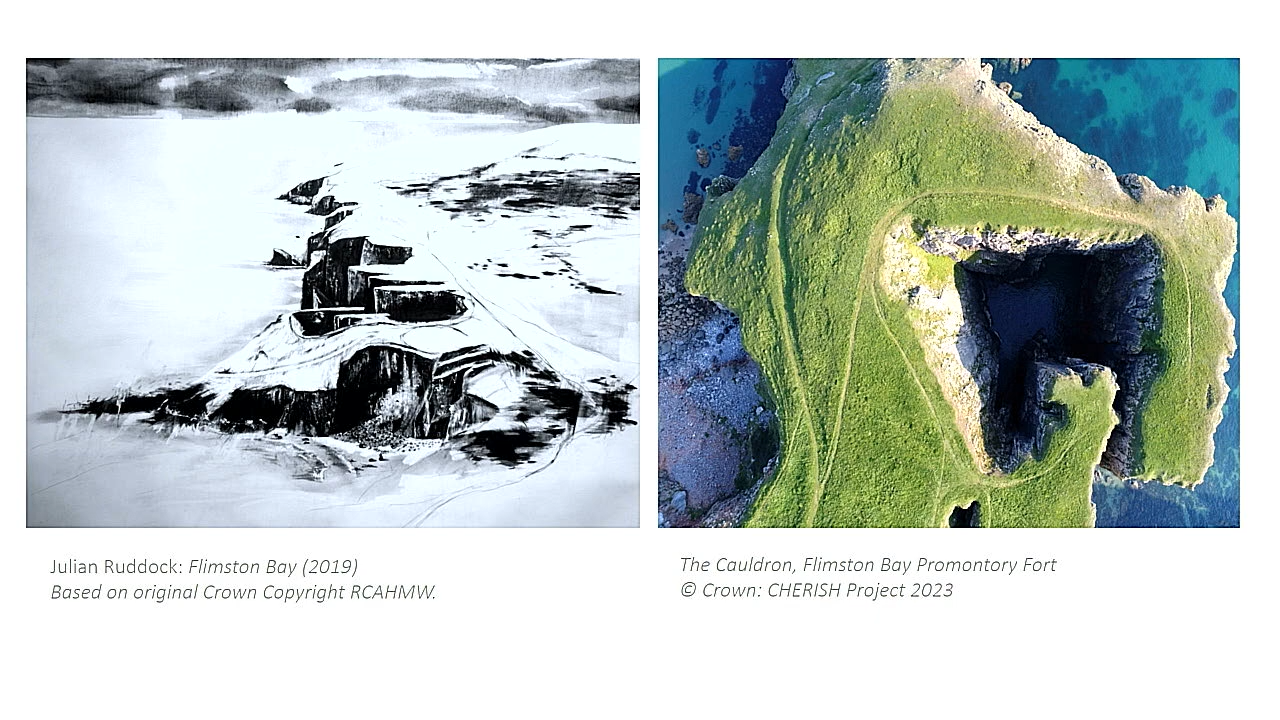 Julian Ruddock: Flimston Bay (2019)
Based on original Crown Copyright RCAHMW.
The Cauldron, Flimston Bay Promontory Fort
© Crown: CHERISH Project 2023